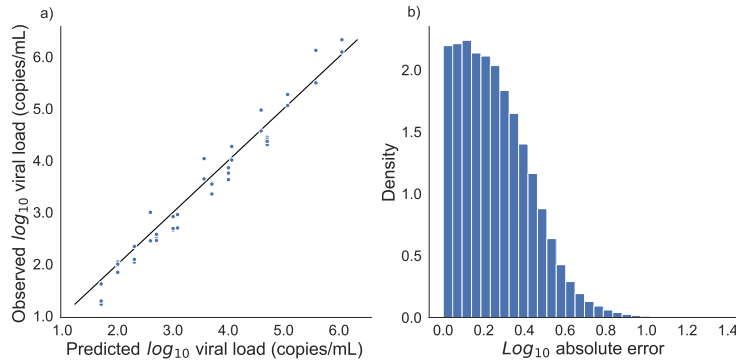 a)
Observed log10 viral load (copies/mL)
6.0
5.0
4.0
3.0
2.0
1.0
1.0 2.0 3.0 4.0 5.0 6.0
Predicted log10 viral load (copies/mL)
b)
Density
2.0
1.5
1.0
0.5
0.0
0.0 0.2 0.4 0.6 0.8 1.0 1.2 1.4
Log10 absolute error